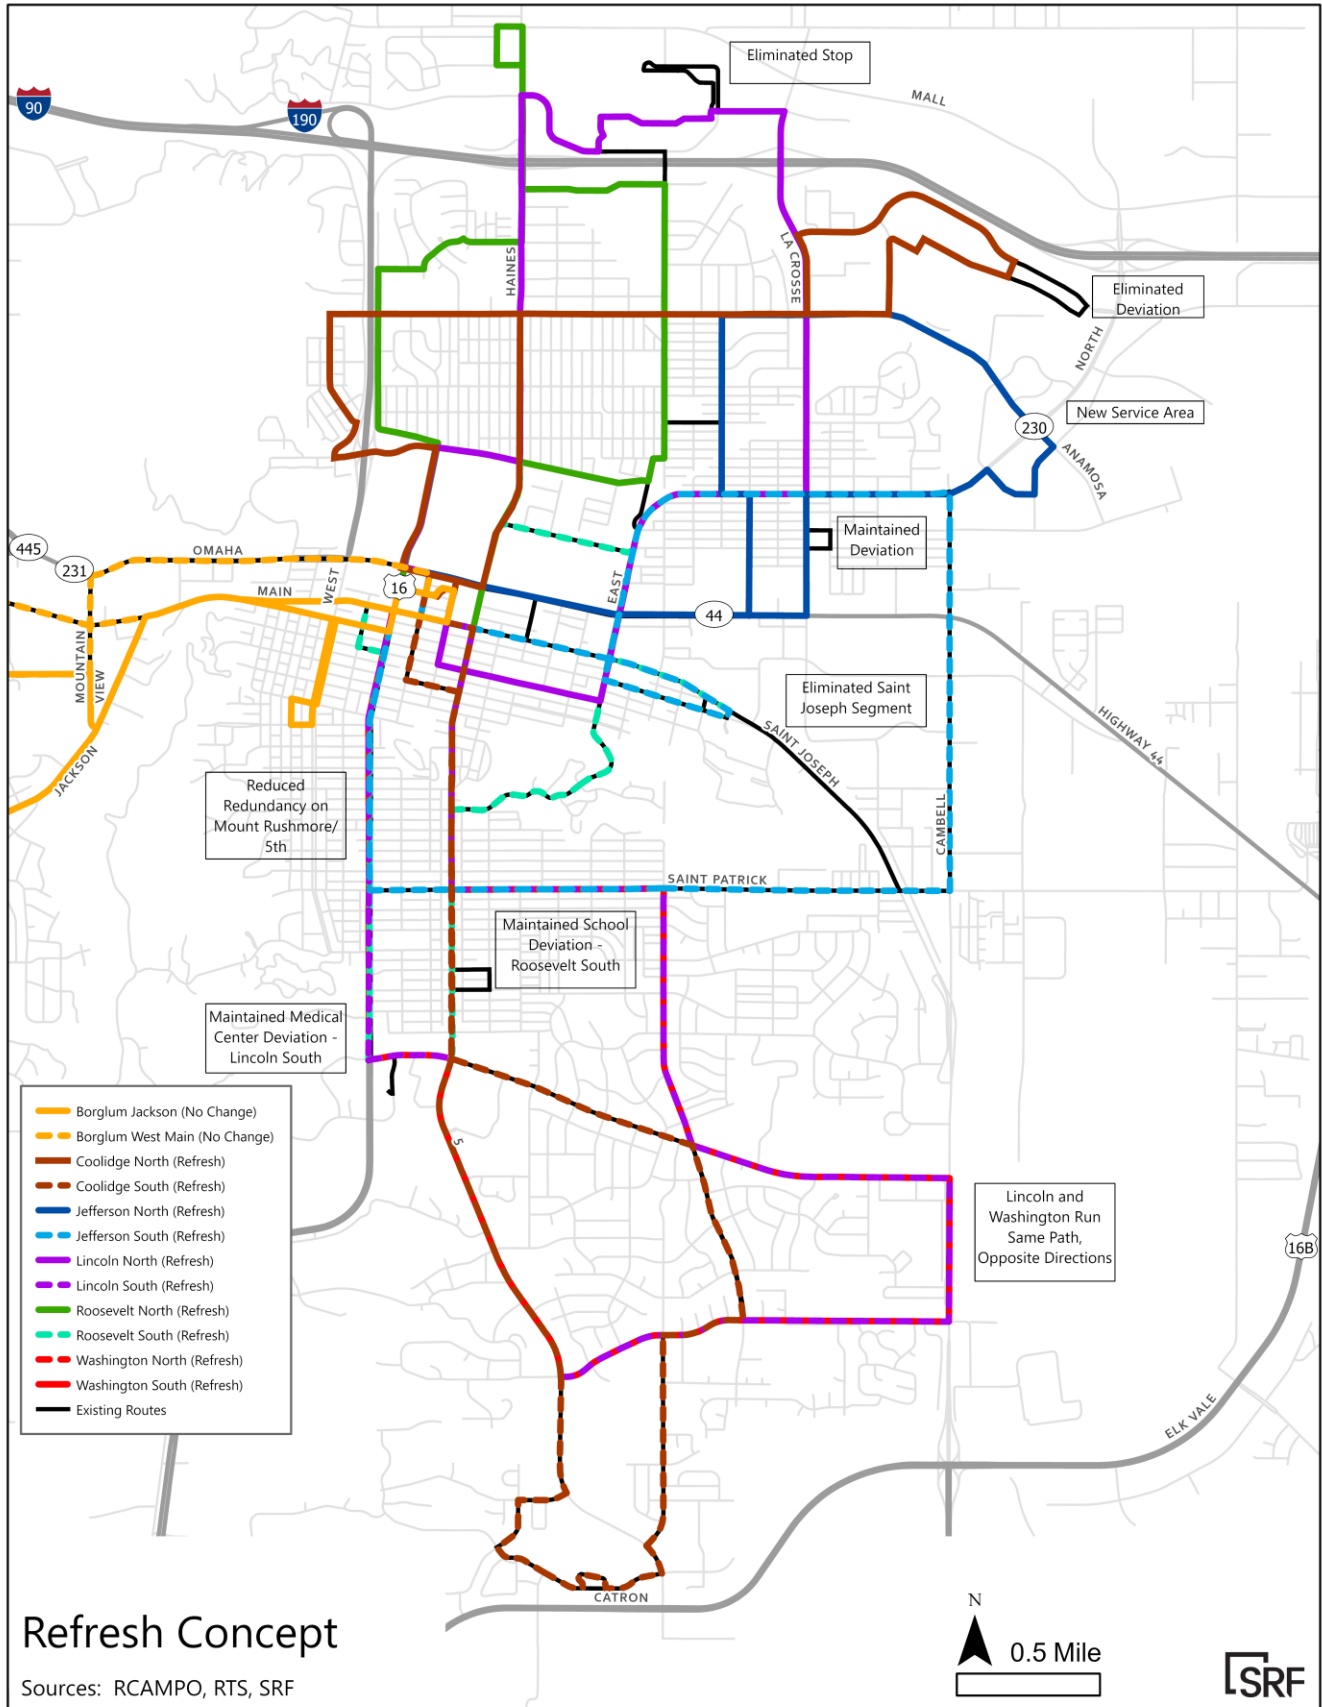 Eliminated Stop
MALL
90
190
HAINES
LA CROSSE
Eliminated
Deviation
NORTH
New Service Area
230
ANAMOSA
445
231
OMAHA
MAIN
WEST
16
EAST
44
Maintained
Deviation
MOUNTAIN
VIEW
JACKSON
Eliminated Saint
Joseph Segment
SAINT JOSEPH
HIGHWAY 44
CAMBELL
Reduced
Redundancy on
Mount Rushmore/
5th
SAINT PATRICK
Maintained School
Deviation -
Roosevelt South
Maintained Medical
Center Deviation -
Lincoln South
5
Lincoln and
Washington Run
Same Path,
Opposite Directions
16B
ELK VALE
CATRON
Borglum Jackson (No Change)
Borglum West Main (No Change)
Coolidge North (Refresh)
Coolidge South (Refresh)
Jefferson North (Refresh)
Jefferson South (Refresh)
Lincoln North (Refresh)
Lincoln South (Refresh)
Roosevelt North (Refresh)
Roosevelt South (Refresh)
Washington North (Refresh)
Washington South (Refresh)
Existing Routes
Refresh Concept
Sources: RCAMPO, RTS, SRF
N
0.5 Mile
SRF